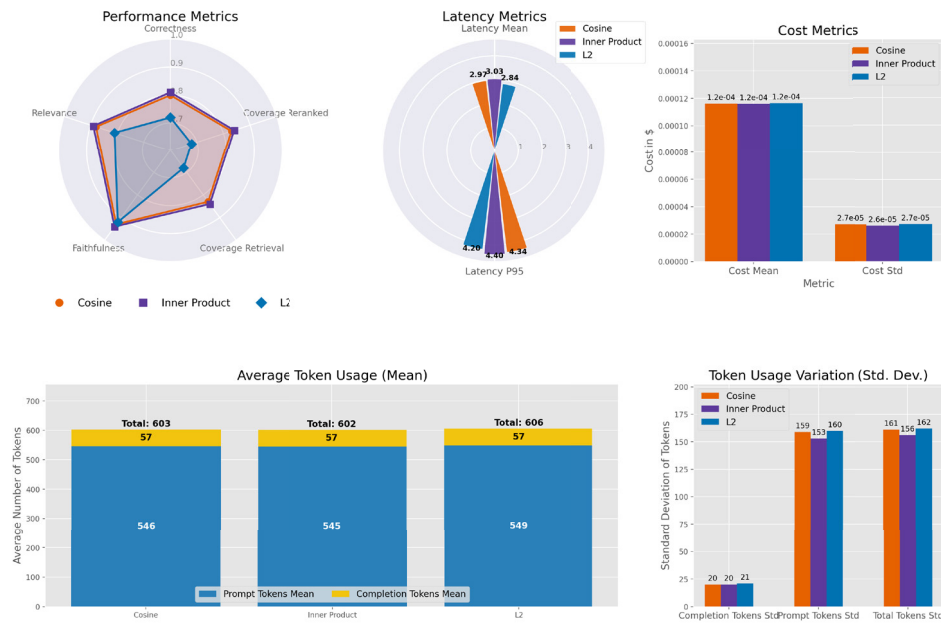 Performance Metrics
Correctness
1.0
0.9
0.8
Relevance
Coverage Reranked
Faithfulness
Coverage Retrieval
Cosine
Inner Product
Latency Metrics
Latency Mean
Cosine
Inner Product
L2
2.97
3.03
2.84
1
2
3
4
4.20
4.40
4.34
Latency P95
Cost Metrics
Cosine
Inner Product
L2
0.00016
0.00014
0.00012
0.00010
0.00008
0.00006
0.00004
0.00002
0.00000
Cost in $
1.2e-04
1.2e-04
1.2e-04
2.7e-05
2.6e-05
2.7e-05
Cost Mean
Cost Std
Metric
Average Token Usage (Mean)
700
600
500
400
300
200
100
0
Average Number of Tokens
Total: 603
Total: 602
Total: 606
57
57
57
546
545
549
Prompt Tokens Mean
Completion Tokens Mean
Cosine
Inner Product
L2
Token Usage Variation (Std. Dev.)
Cosine
Inner Product
L2
200
175
150
125
100
75
50
25
0
Standard Deviation of Tokens
20
20
21
159
153
160
161
156
162
Completion Tokens Std
Prompt Tokens Std
Total Tokens Std